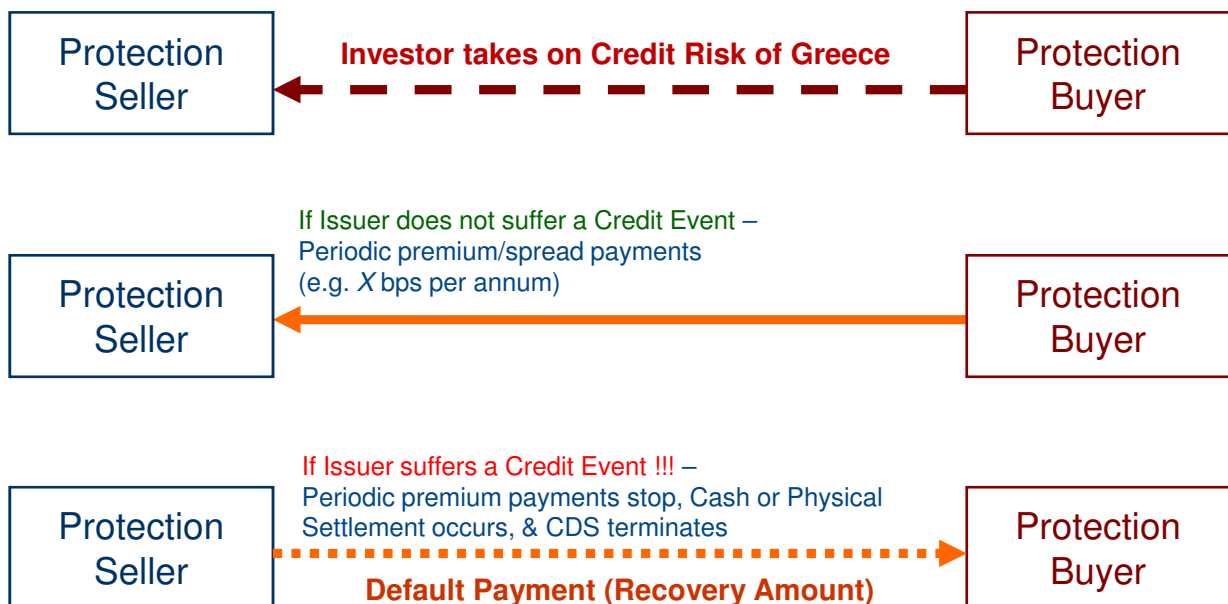 Protection
Seller
Investor takes on Credit Risk of Greece
Protection
Buyer
If Issuer does not suffer a Credit Event –
Periodic premium/spread payments
(e.g. X bps per annum)
Protection
Seller
Protection
Buyer
If Issuer suffers a Credit Event !!! –
Periodic premium payments stop, Cash or Physical
Settlement occurs, & CDS terminates
Protection
Seller
Protection
Buyer
Default Payment (Recovery Amount)